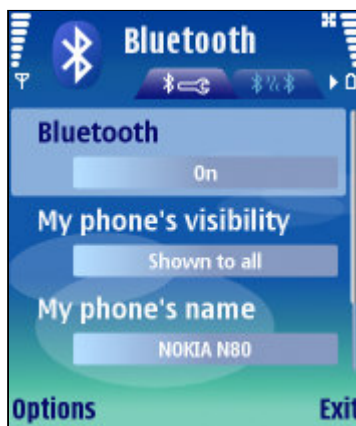 Bluetooth
Bluetooth
On
My phone's visibility
Shown to all
My phone's name
NOKIA N80
Options
Exit